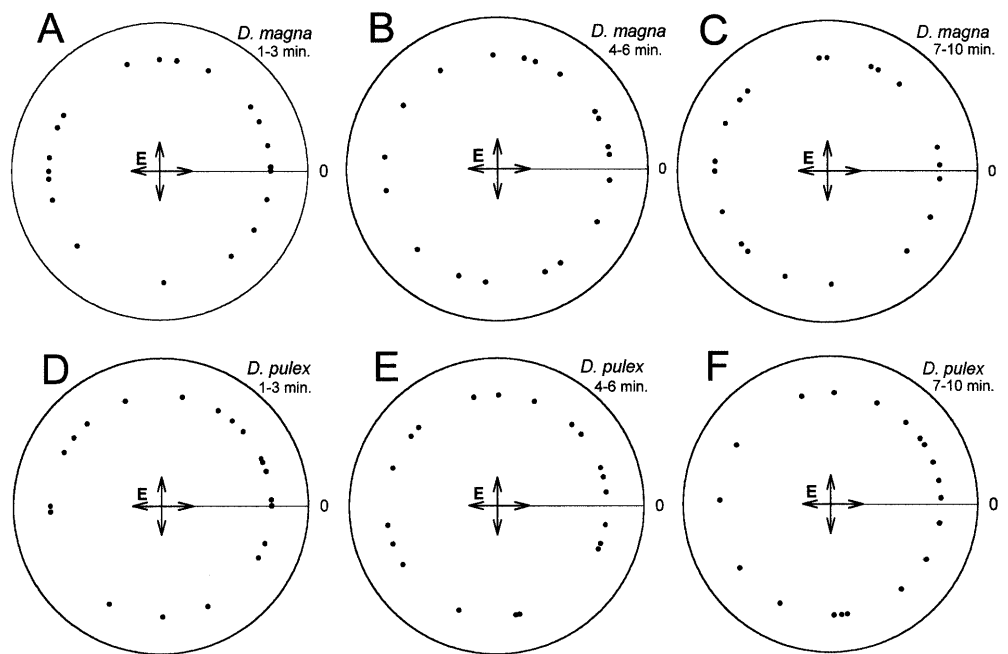 A
D. magna
1-3 min.
E
0
B
D. magna
4-6 min.
E
0
C
D. magna
7-10 min.
E
0
D
D. pulex
1-3 min.
E
0
E
D. pulex
4-6 min.
E
0
F
D. pulex
7-10 min.
E
0